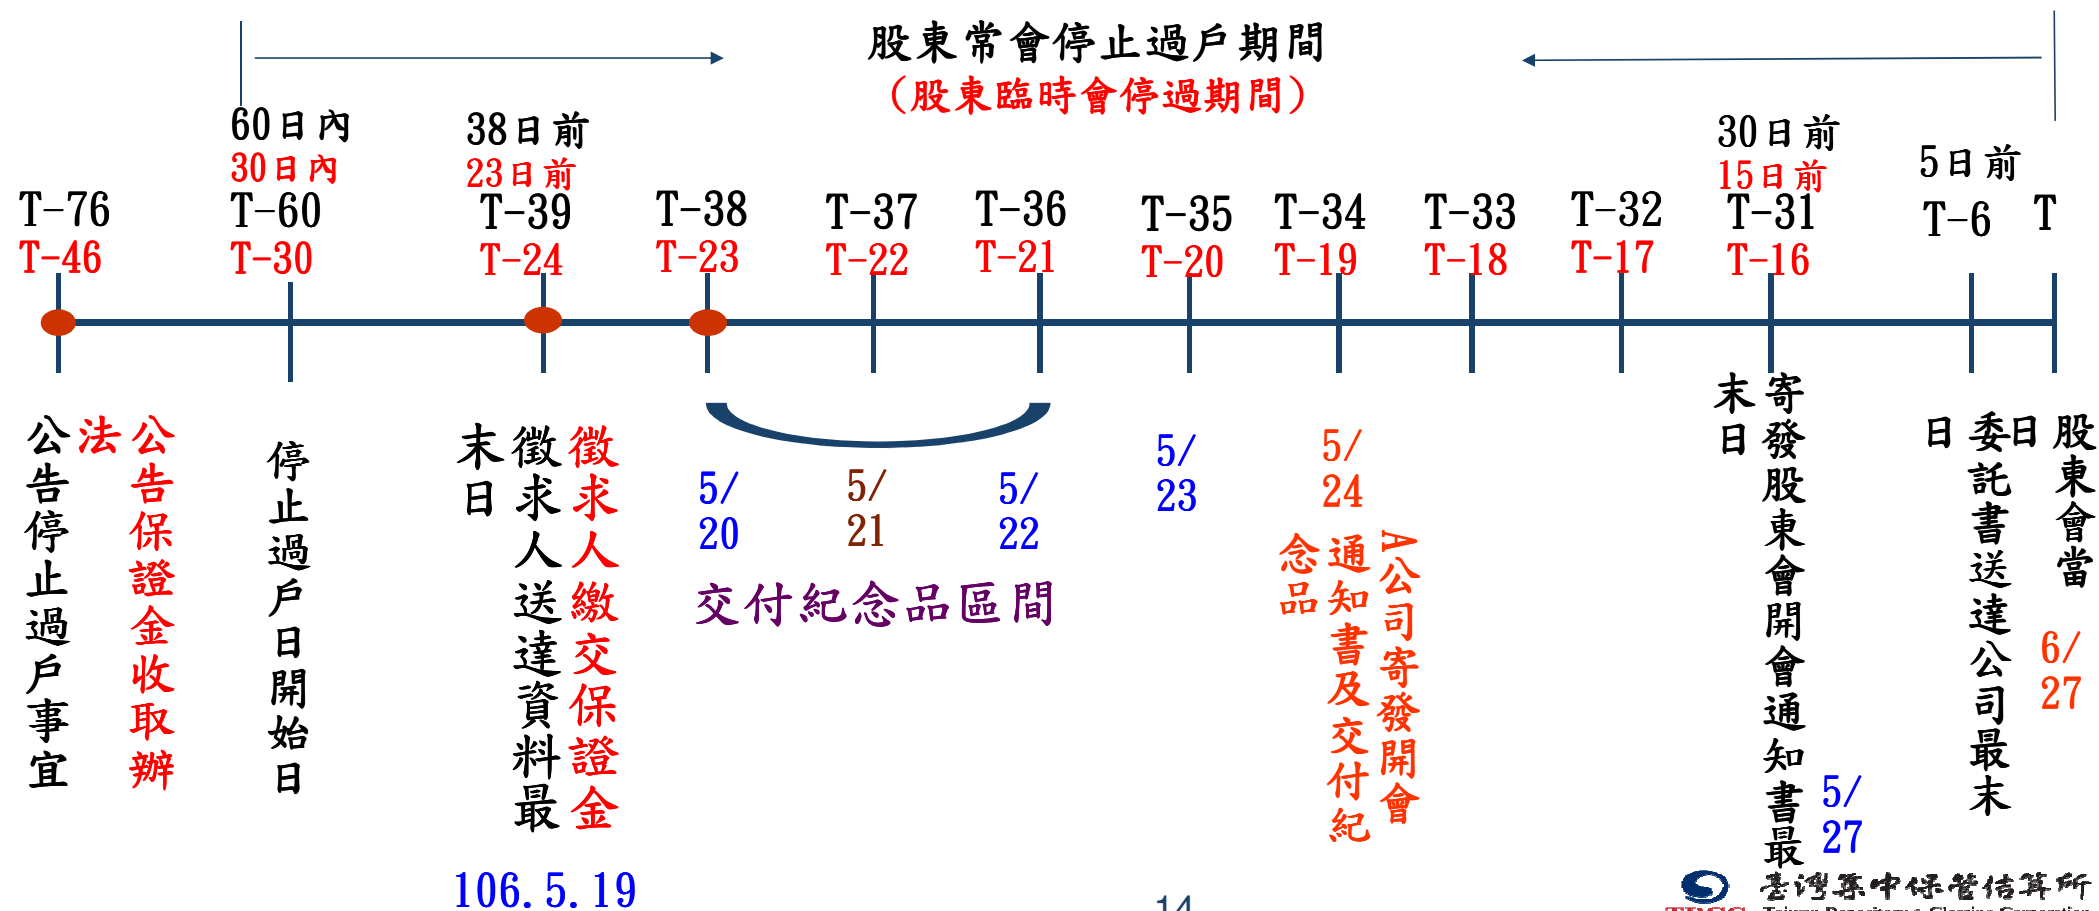 股東常會停止過戶期間
(股東臨時會停過期間)
60日內
30日內
38日前
23日前
30日前
15日前
5日前
T-76
T-46
T-60
T-30
T-39
T-24
T-38
T-23
T-37
T-22
T-36
T-21
T-35
T-20
T-34
T-19
T-33
T-18
T-32
T-17
T-31
T-16
T-6
T
公告停止過戶事宜
公告保證金收取辦
法
停止過戶日開始日
徵求人繳交保證金
徵求人送達資料最
末日
106.5.19
5/
20
5/
21
5/
22
交付紀念品區間
5/
23
5/
24
A公司寄發開會
通知書及交付紀
念品
寄發股東會開會通知書最
末日
5/
27
委託書送達公司最末
日
股東會當
日
6/
27
14
臺灣集中保管結算所